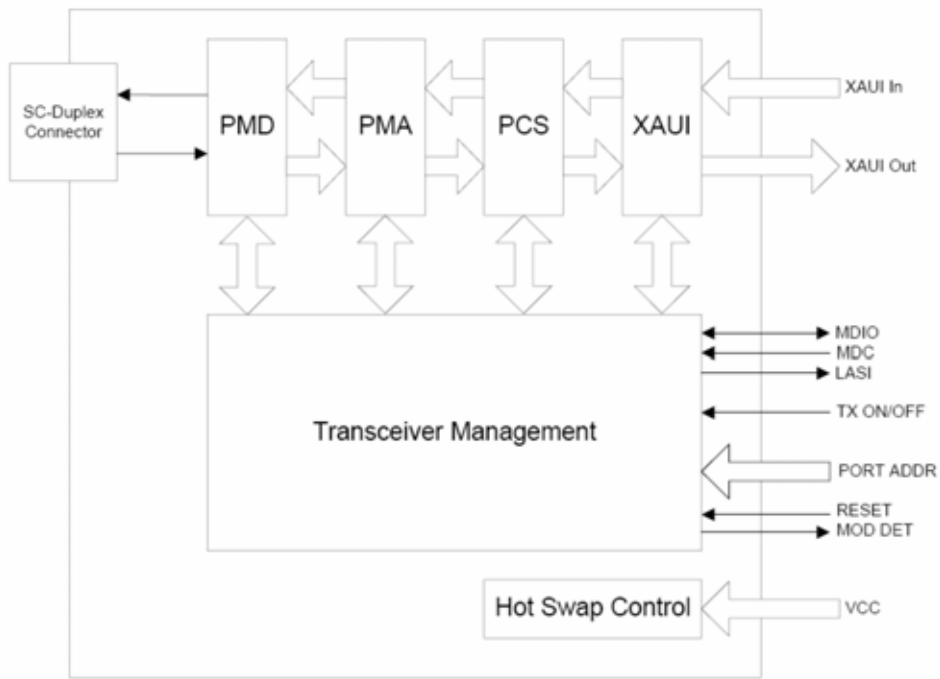 SC-Duplex
Connector
PMD
PMA
PCS
XAUI
XAUI In
XAUI Out
Transceiver Management
MDIO
MDC
LASI
TX ON/OFF
PORT ADDR
RESET
MOD DET
Hot Swap Control
VCC